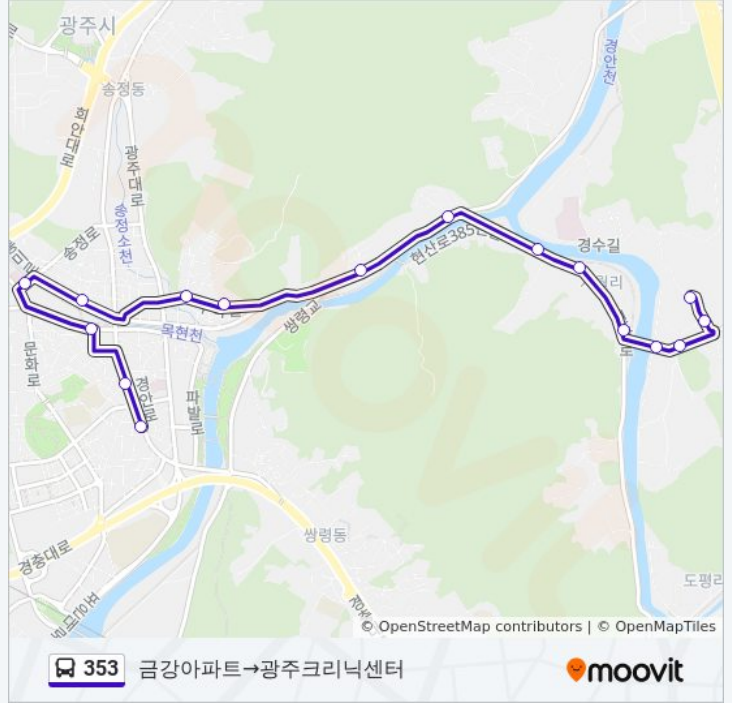 광주시
경안천
송정동
회안대로
광주대로
송정소천
송정로
현산로385번길
경수길
목현천
쌍령교
문화로
경안로
파발로
쌍령동
경충대로
포은대로
도평리
© OpenStreetMap contributors | © OpenMapTiles
353 금강아파트→광주크리닉센터
moovit